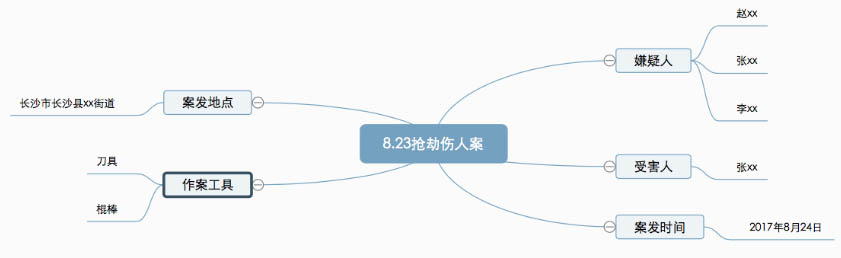 8.23抢劫伤人案
嫌疑人
赵xx
张xx
李xx
受害人
张xx
案发时间
2017年8月24日
案发地点
长沙市长沙县xx街道
作案工具
刀具
棍棒